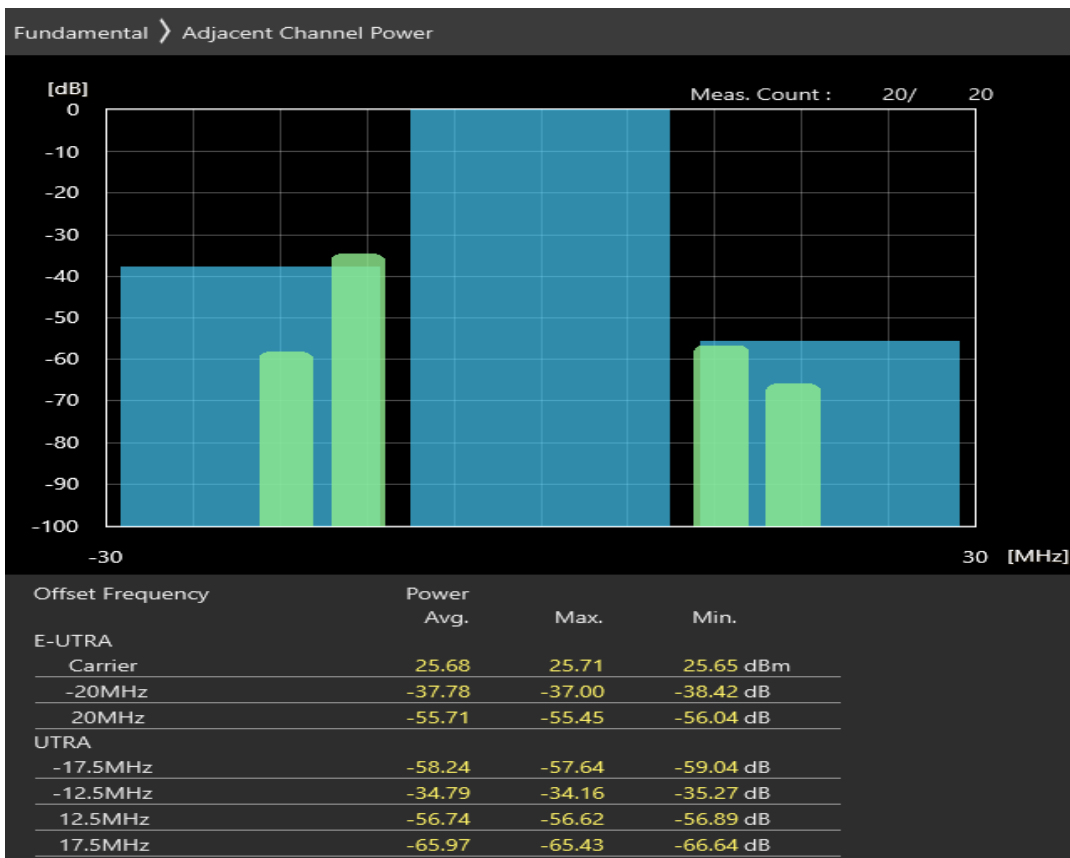 Fundamental 〉 Adjacent Channel Power
[dB]
Meas. Count : 20/ 20
0
-10
-20
-30
-40
-50
-60
-70
-80
-90
-100
-30 30 [MHz]
Offset Frequency Power
Avg. Max. Min.
E-UTRA
Carrier 25.68 25.71 25.65 dBm
-20MHz -37.78 -37.00 -38.42 dB
20MHz -55.71 -55.45 -56.04 dB
UTRA
-17.5MHz -58.24 -57.64 -59.04 dB
-12.5MHz -34.79 -34.16 -35.27 dB
12.5MHz -56.74 -56.62 -56.89 dB
17.5MHz -65.97 -65.43 -66.64 dB